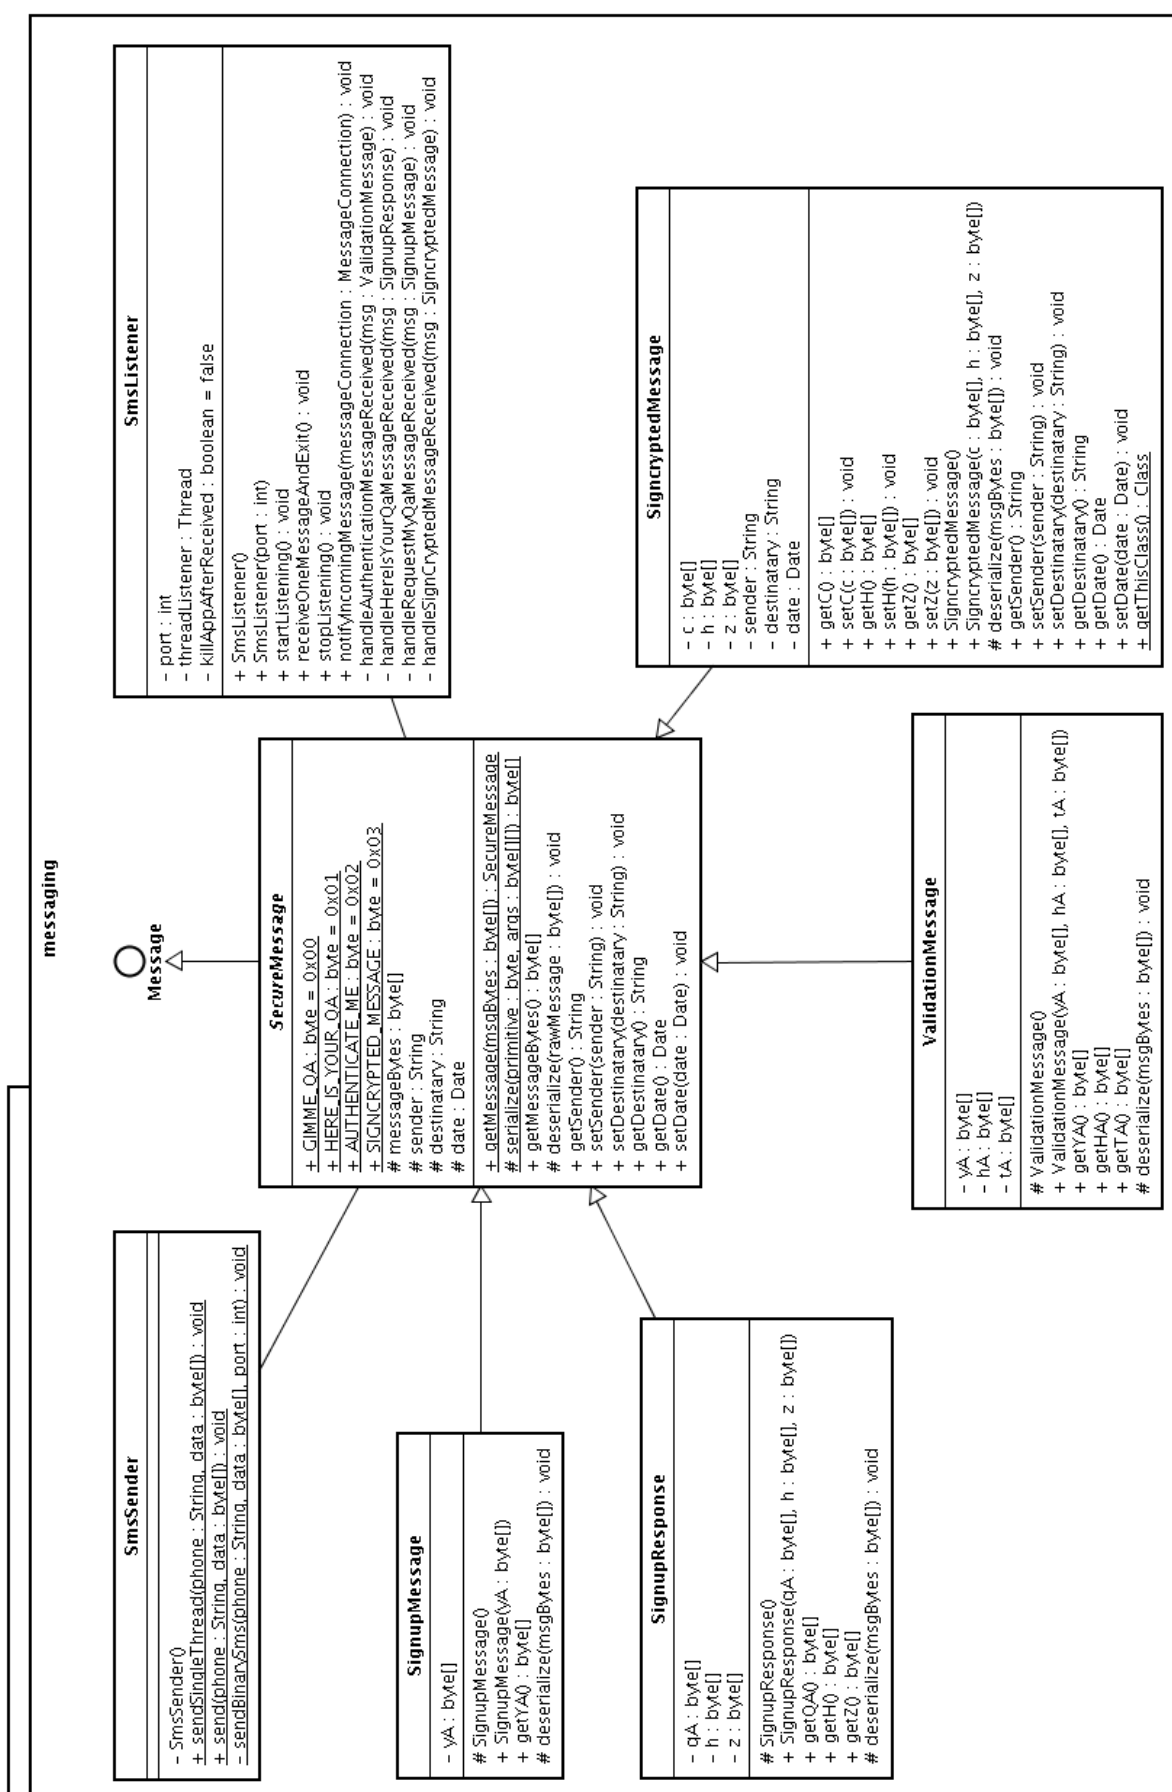 messaging
Message
SmsSender
- SmsSender()
+ sendSingleThread(phone : String, data : byte[]) : void
+ send(phone : String, data : byte[]) : void
- sendBinarySms(phone : String, data : byte[], port : int) : void
SecureMessage
+ GIMME_QA : byte = 0x00
+ HERE_IS_YOUR_QA : byte = 0x01
+ AUTHENTICATE_ME : byte = 0x02
+ SIGNCRYPTED_MESSAGE : byte = 0x03
# messageBytes : byte[]
# sender : String
# destinatary : String
# date : Date
+ getMessage(msgBytes : byte[]) : SecureMessage
# serialize(primitive : byte, args : byte[][]) : byte[]
+ getMessageBytes() : byte[]
# deserialize(rawMessage : byte[]) : void
+ getSender() : String
+ setSender(sender : String) : void
+ setDestinatary(destinatary : String) : void
+ getDestinatary() : String
+ getDate() : Date
+ setDate(date : Date) : void
SmsListener
- port : int
- threadListener : Thread
- killAppAfterReceived : boolean = false
+ SmsListener()
+ SmsListener(port : int)
+ startListening() : void
+ receiveOneMessageAndExit() : void
+ stopListening() : void
+ notifyIncomingMessage(messageConnection : MessageConnection) : void
- handleAuthenticationMessageReceived(msg : ValidationMessage) : void
- handleHereIsYourQaMessageReceived(msg : SignupResponse) : void
- handleRequestMyQaMessageReceived(msg : SignupMessage) : void
- handleSignCryptedMessageReceived(msg : SigncryptedMessage) : void
SignupMessage
- yA : byte[]
# SignupMessage()
+ SignupMessage(yA : byte[])
+ getYA() : byte[]
# deserialize(msgBytes : byte[]) : void
SignupResponse
- qA : byte[]
- h : byte[]
- z : byte[]
# SignupResponse()
+ SignupResponse(qA : byte[], h : byte[], z : byte[])
+ getQA() : byte[]
+ getH() : byte[]
+ getZ() : byte[]
# deserialize(msgBytes : byte[]) : void
ValidationMessage
- yA : byte[]
- hA : byte[]
- tA : byte[]
# ValidationMessage()
+ ValidationMessage(yA : byte[], hA : byte[], tA : byte[])
+ getYA() : byte[]
+ getHA() : byte[]
+ getTA() : byte[]
# deserialize(msgBytes : byte[]) : void
SigncryptedMessage
- c : byte[]
- h : byte[]
- z : byte[]
- sender : String
- destinatary : String
- date : Date
+ getC() : byte[]
+ setC(c : byte[]) : void
+ getH() : byte[]
+ setH(h : byte[]) : void
+ getZ() : byte[]
+ setZ(z : byte[]) : void
+ SigncryptedMessage()
+ SigncryptedMessage(c : byte[], h : byte[], z : byte[])
# deserialize(msgBytes : byte[]) : void
+ getSender() : String
+ setSender(sender : String) : void
+ setDestinatary(destinatary : String) : void
+ getDestinatary() : String
+ getDate() : Date
+ setDate(date : Date) : void
+ getThisClass() : Class